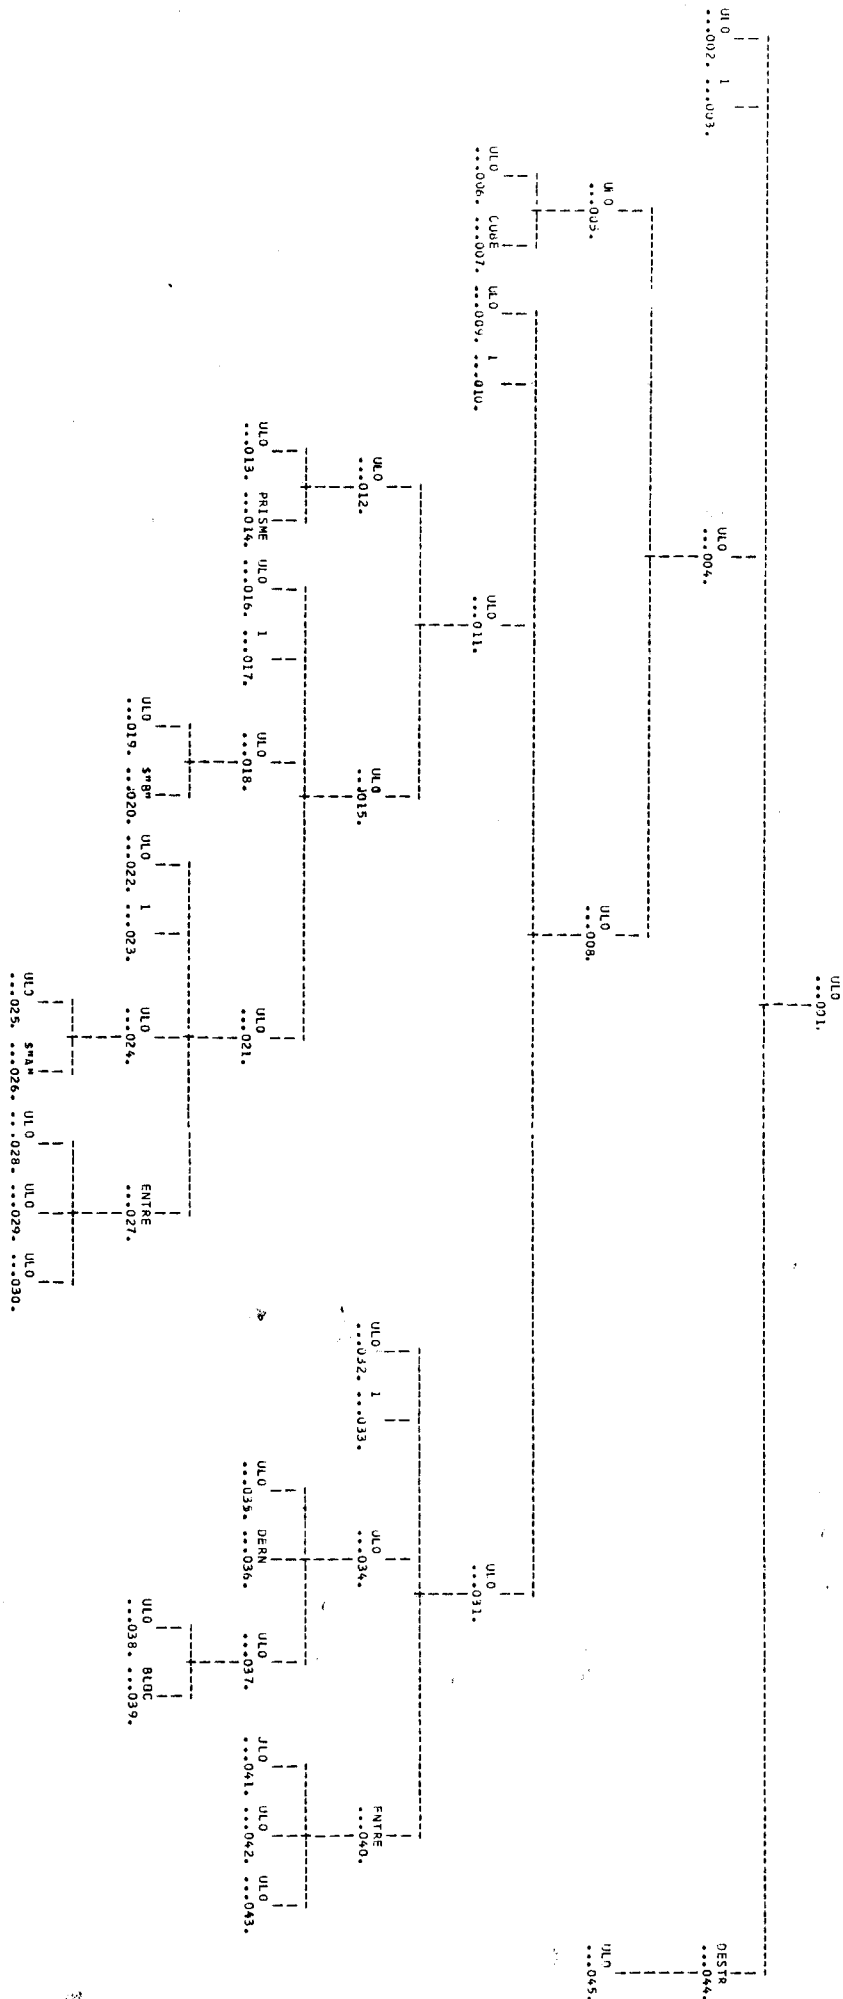 ULO
...001.
ULO 1 ULO DESTR
...002. ...003. ...004. ...044.
ULO ULO ULO
...005. ...008. ...045.
ULO CUBE ULO 1 ULO ULO
...006. ...007. ...009. ...010. ...011. ...031.
ULO ULO ULO 1 ULO ENTRE
...012. ...015. ...032. ...033. ...034. ...040.
ULO PRISME ULO 1 ULO ULO ULO DERN ULO ULO ULO ULO
...013. ...014. ...016. ...017. ...018. ...021. ...035. ...036. ...037. ...041. ...042. ...043.
ULO $"B" ULO 1 ULO ENTRE ULO BLOC
...019. ...020. ...022. ...023. ...024. ...027. ...038. ...039.
ULO $"A" ULO ULO ULO
...025. ...026. ...028. ...029. ...030.